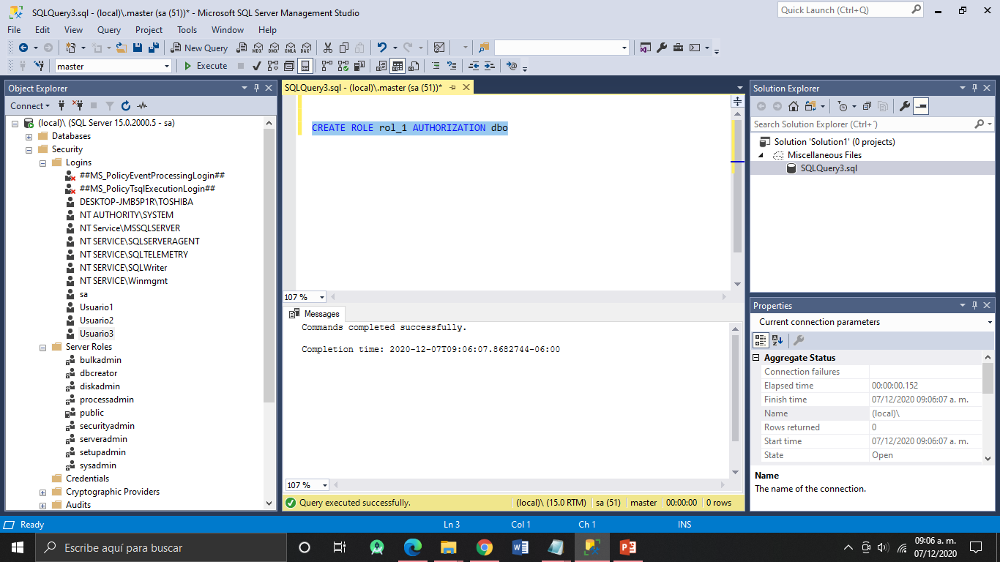 SQLQuery3.sql - (local)\.master (sa (51))* - Microsoft SQL Server Management Studio
Quick Launch (Ctrl+Q)
File Edit View Query Project Tools Window Help
New Query
MDX DMX XMLA DAX
master
Execute
Object Explorer
Connect
(local)\ (SQL Server 15.0.2000.5 - sa)
Databases
Security
Logins
##MS_PolicyEventProcessingLogin##
##MS_PolicyTsqlExecutionLogin##
DESKTOP-JMB5P1R\TOSHIBA
NT AUTHORITY\SYSTEM
NT Service\MSSQLSERVER
NT SERVICE\SQLSERVERAGENT
NT SERVICE\SQLTELEMETRY
NT SERVICE\SQLWriter
NT SERVICE\Winmgmt
sa
Usuario1
Usuario2
Usuario3
Server Roles
bulkadmin
dbcreator
diskadmin
processadmin
public
securityadmin
serveradmin
setupadmin
sysadmin
Credentials
Cryptographic Providers
Audits
SQLQuery3.sql - (local)\.master (sa (51))*
CREATE ROLE rol_1 AUTHORIZATION dbo
107 %
Messages
Commands completed successfully.
Completion time: 2020-12-07T09:06:07.8682744-06:00
107 %
Query executed successfully.
(local)\ (15.0 RTM) sa (51) master 00:00:00 0 rows
Solution Explorer
Search Solution Explorer (Ctrl+´)
Solution 'Solution1' (0 projects)
Miscellaneous Files
SQLQuery3.sql
Properties
Current connection parameters
Aggregate Status
Connection failures
Elapsed time 00:00:00.152
Finish time 07/12/2020 09:06:07 a. m.
Name (local)\
Rows returned 0
Start time 07/12/2020 09:06:07 a. m.
State Open
Name
The name of the connection.
Ready
Ln 3 Col 1 Ch 1 INS
Escribe aquí para buscar
09:06 a. m.
07/12/2020